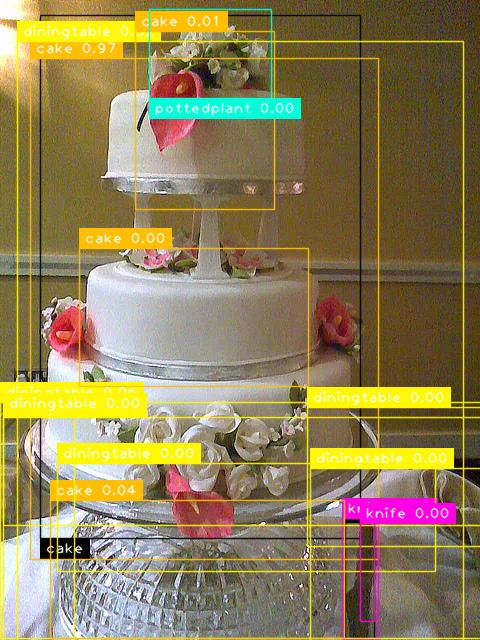 cake 0.01
diningtable 0.
cake 0.97
pottedplant 0.00
cake 0.00
diningtable 0.06
diningtable 0.00
diningtable 0.00
diningtable 0.00
diningtable 0.00
cake 0.04
knife 0.00
cake